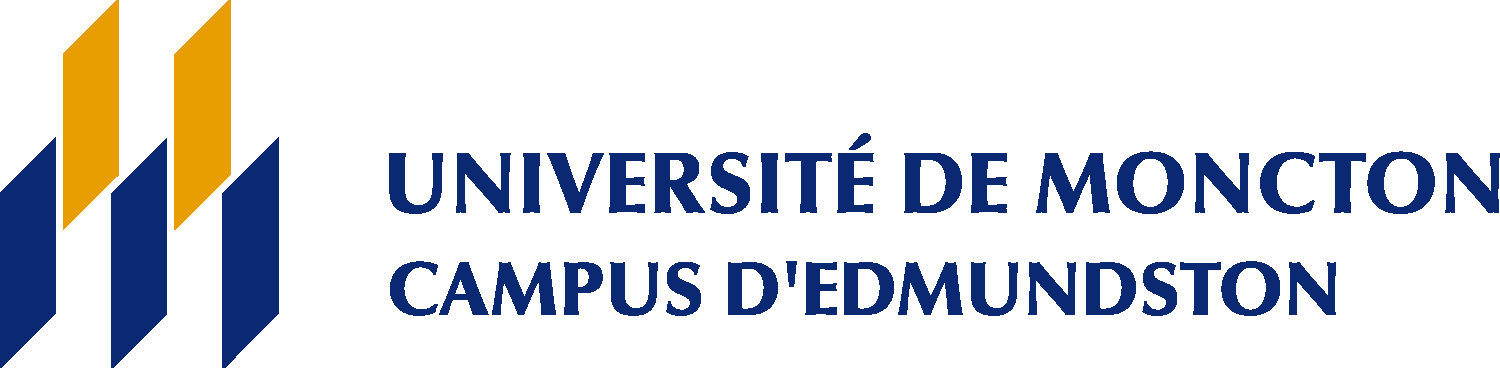 UNIVERSITÉ DE MONCTON
CAMPUS D'EDMUNDSTON